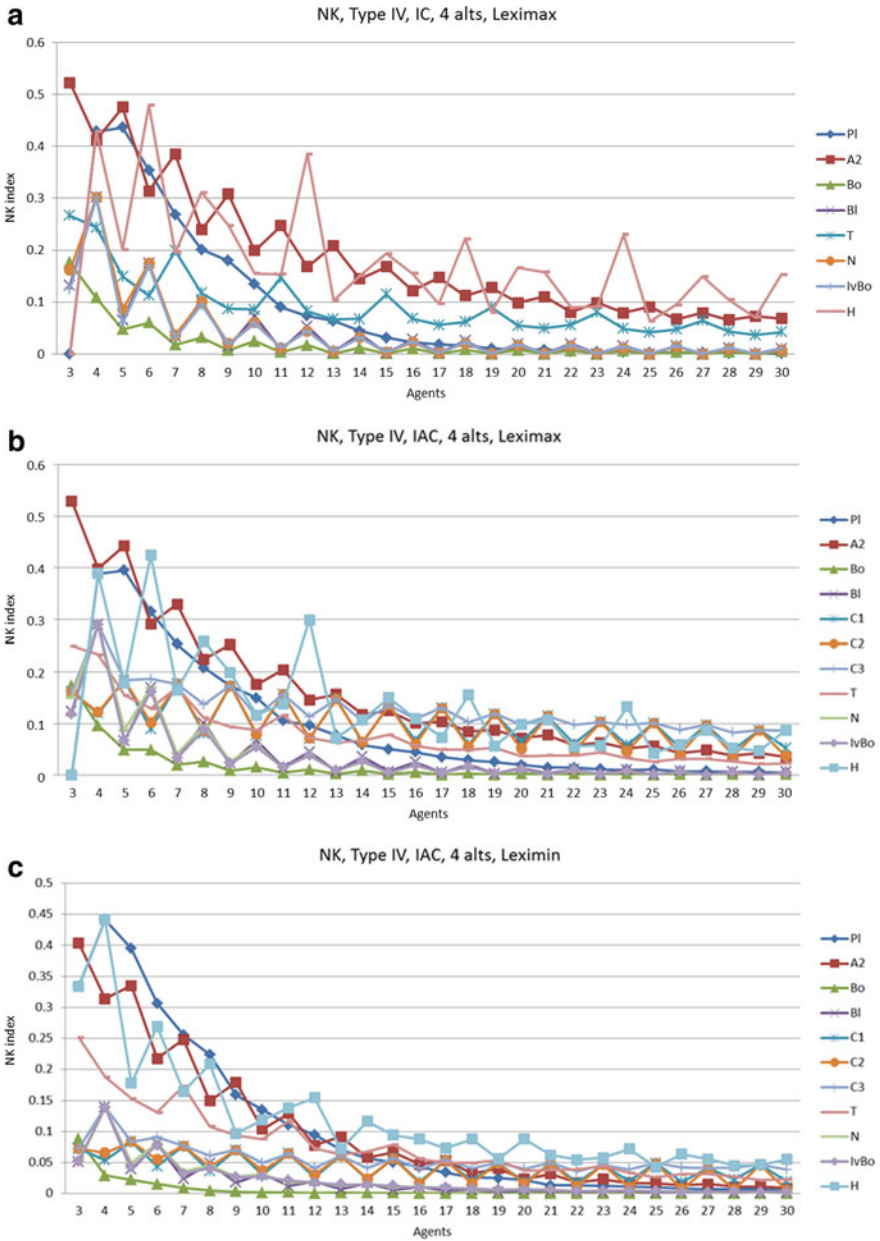 a
NK, Type IV, IC, 4 alts, Leximax
0.6
0.5
0.4
0.3
0.2
0.1
0
NK index
3 4 5 6 7 8 9 10 11 12 13 14 15 16 17 18 19 20 21 22 23 24 25 26 27 28 29 30
Agents
Pl
A2
Bo
Bl
T
N
IvBo
H
b
NK, Type IV, IAC, 4 alts, Leximax
0.6
0.5
0.4
0.3
0.2
0.1
0
NK index
3 4 5 6 7 8 9 10 11 12 13 14 15 16 17 18 19 20 21 22 23 24 25 26 27 28 29 30
Agents
Pl
A2
Bo
Bl
C1
C2
C3
T
N
IvBo
H
c
NK, Type IV, IAC, 4 alts, Leximin
0.5
0.45
0.4
0.35
0.3
0.25
0.2
0.15
0.1
0.05
0
NK index
3 4 5 6 7 8 9 10 11 12 13 14 15 16 17 18 19 20 21 22 23 24 25 26 27 28 29 30
Agents
Pl
A2
Bo
Bl
C1
C2
C3
T
N
IvBo
H